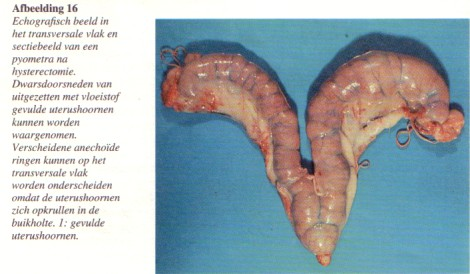 Afbeelding 16
Echografisch beeld in
het transversale vlak en
sectiebeeld van een
pyometra na
hysterectomie.
Dwarsdoorsneden van
uitgezetten met vloeistof
gevulde uterushoornen
kunnen worden
waargenomen.
Verscheidene anechoïde
ringen kunnen op het
transversale vlak
worden onderscheiden
omdat de uterushoornen
zich opkrullen in de
buikholte. 1: gevulde
uterushoornen.